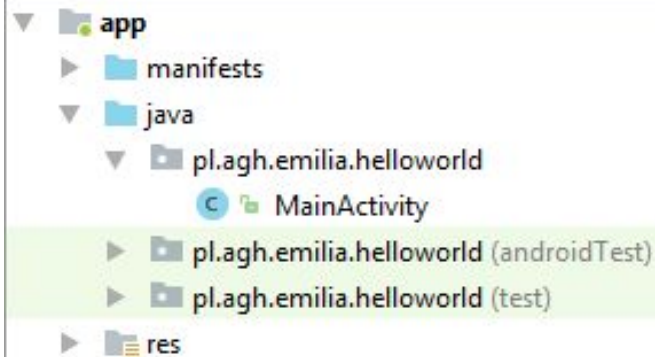 app
manifests
java
pl.agh.emilia.helloworld
C MainActivity
pl.agh.emilia.helloworld (androidTest)
pl.agh.emilia.helloworld (test)
res